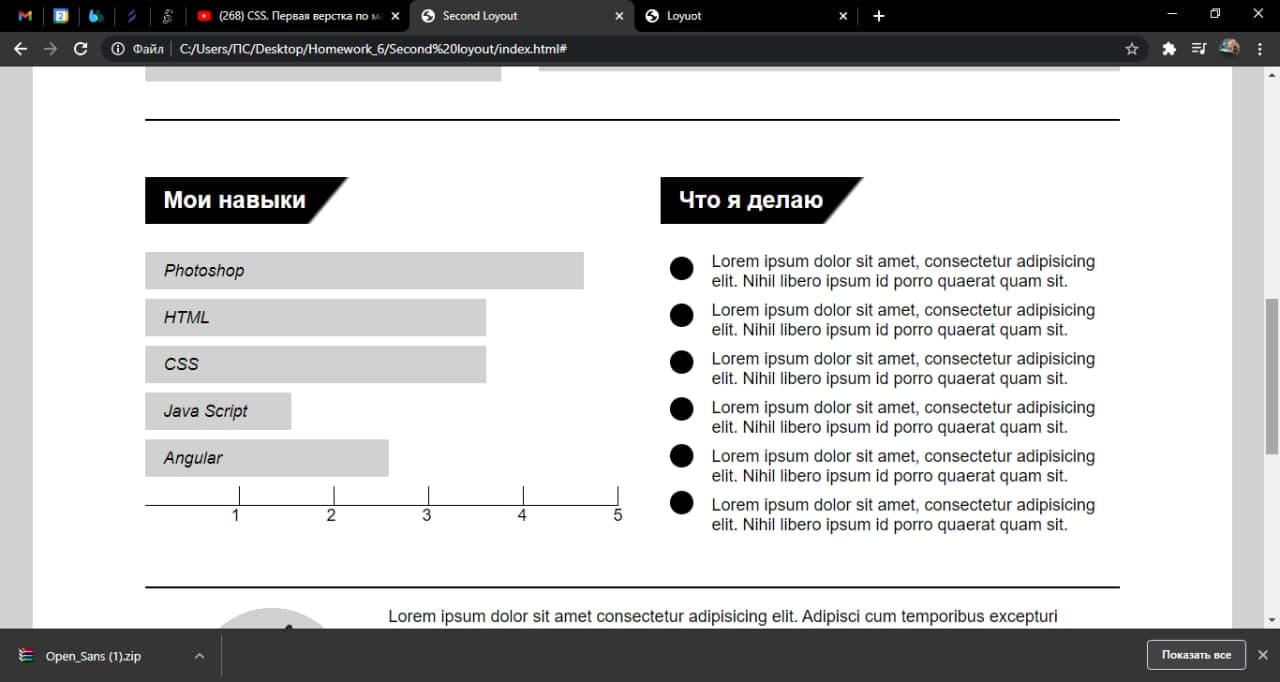 (268) CSS. Первая верстка по м
Second Loyout
Loyuot
Файл
C:/Users/ПС/Desktop/Homework_6/Second%20loyout/index.html#
Мои навыки
Photoshop
HTML
CSS
Java Script
Angular
1 2 3 4 5
Что я делаю
Lorem ipsum dolor sit amet, consectetur adipisicing
elit. Nihil libero ipsum id porro quaerat quam sit.
Lorem ipsum dolor sit amet, consectetur adipisicing
elit. Nihil libero ipsum id porro quaerat quam sit.
Lorem ipsum dolor sit amet, consectetur adipisicing
elit. Nihil libero ipsum id porro quaerat quam sit.
Lorem ipsum dolor sit amet, consectetur adipisicing
elit. Nihil libero ipsum id porro quaerat quam sit.
Lorem ipsum dolor sit amet, consectetur adipisicing
elit. Nihil libero ipsum id porro quaerat quam sit.
Lorem ipsum dolor sit amet, consectetur adipisicing
elit. Nihil libero ipsum id porro quaerat quam sit.
Lorem ipsum dolor sit amet consectetur adipisicing elit. Adipisci cum temporibus excepturi
Open_Sans (1).zip
Показать все